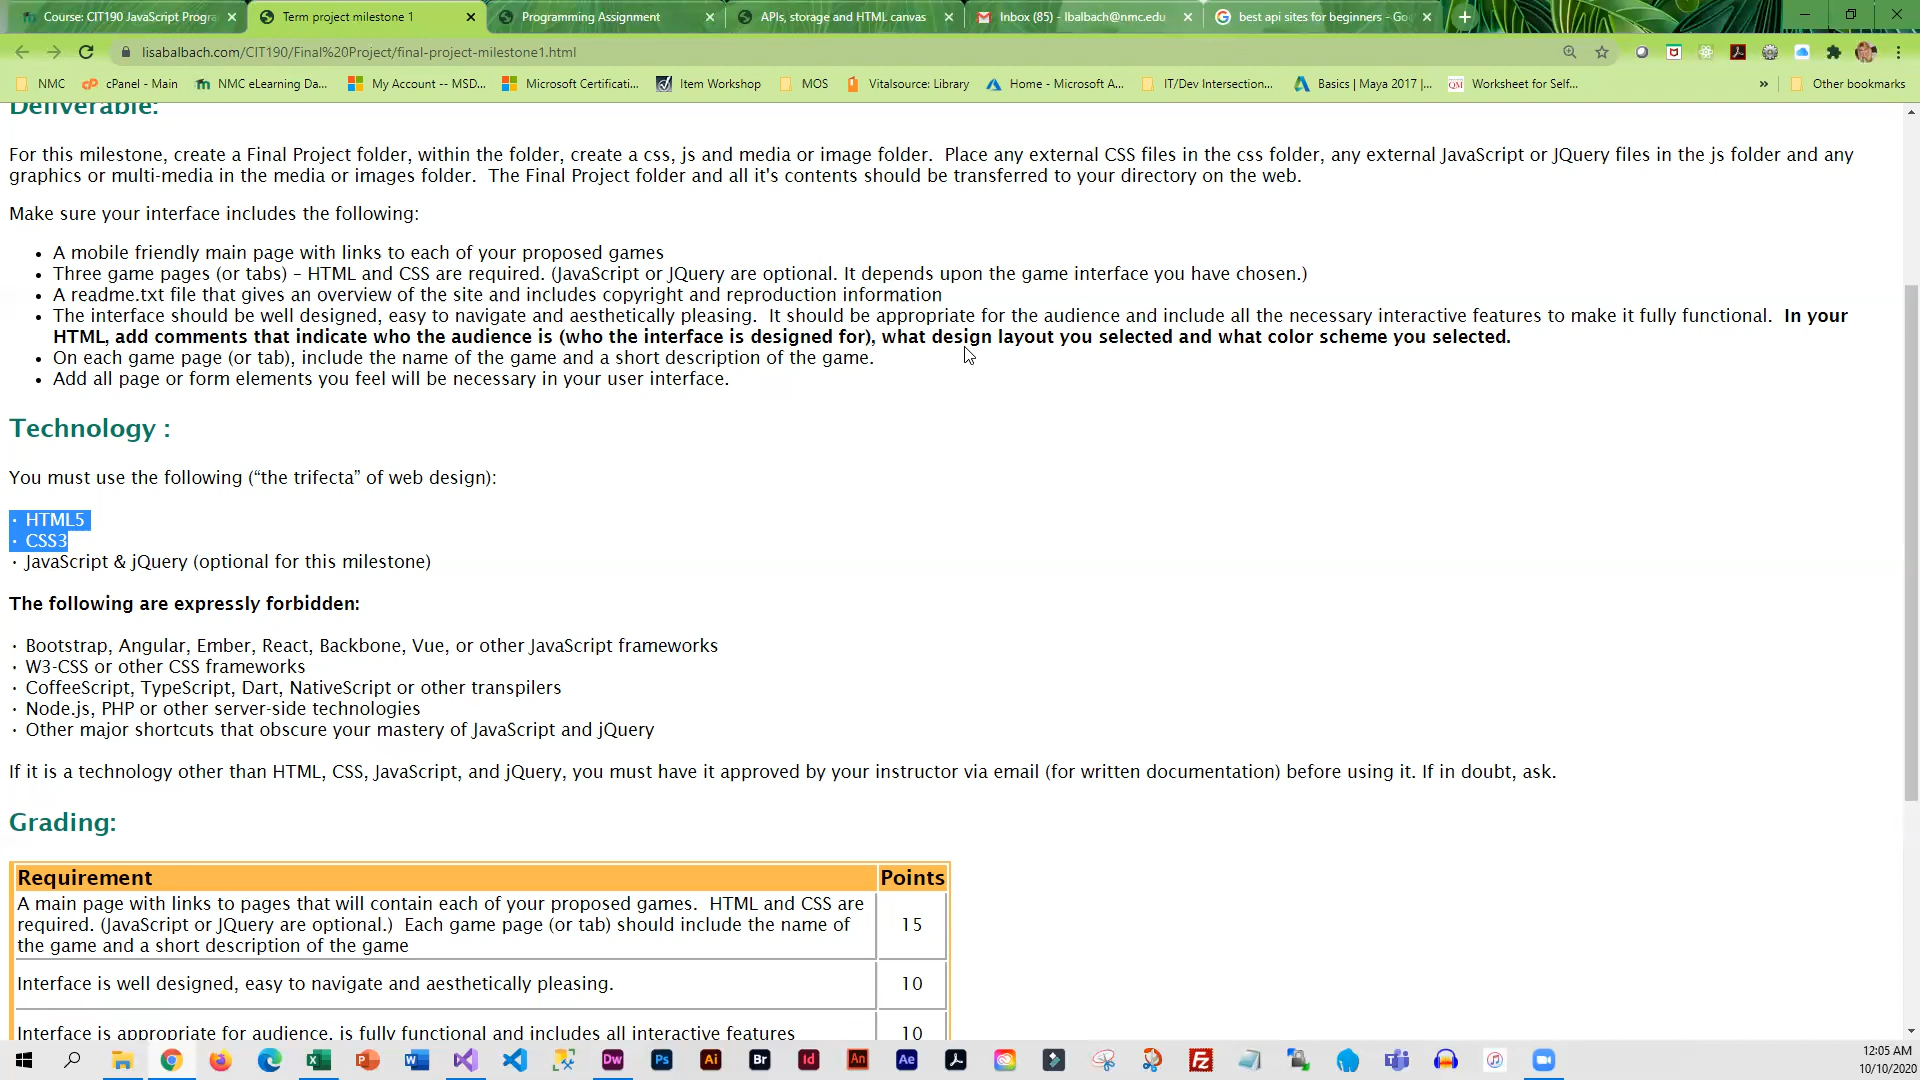 Course: CIT190 JavaScript Progra
Term project milestone 1
Programming Assignment
APIs, storage and HTML canvas
Inbox (85) - lbalbach@nmc.edu
best api sites for beginners - Go
lisabalbach.com/CIT190/Final%20Project/final-project-milestone1.html
NMC
cPanel - Main
NMC eLearning Da...
My Account -- MSD...
Microsoft Certificati...
Item Workshop
MOS
Vitalsource: Library
Home - Microsoft A...
IT/Dev Intersection...
Basics | Maya 2017 |...
Worksheet for Self...
»
Other bookmarks
Deliverable:
For this milestone, create a Final Project folder, within the folder, create a css, js and media or image folder.  Place any external CSS files in the css folder, any external JavaScript or JQuery files in the js folder and any
graphics or multi-media in the media or images folder.  The Final Project folder and all it's contents should be transferred to your directory on the web.
Make sure your interface includes the following:
• A mobile friendly main page with links to each of your proposed games
• Three game pages (or tabs) – HTML and CSS are required. (JavaScript or JQuery are optional. It depends upon the game interface you have chosen.)
• A readme.txt file that gives an overview of the site and includes copyright and reproduction information
• The interface should be well designed, easy to navigate and aesthetically pleasing.  It should be appropriate for the audience and include all the necessary interactive features to make it fully functional.  In your
HTML, add comments that indicate who the audience is (who the interface is designed for), what design layout you selected and what color scheme you selected.
• On each game page (or tab), include the name of the game and a short description of the game.
• Add all page or form elements you feel will be necessary in your user interface.
Technology :
You must use the following (“the trifecta” of web design):
· HTML5
· CSS3
· JavaScript & jQuery (optional for this milestone)
The following are expressly forbidden:
· Bootstrap, Angular, Ember, React, Backbone, Vue, or other JavaScript frameworks
· W3-CSS or other CSS frameworks
· CoffeeScript, TypeScript, Dart, NativeScript or other transpilers
· Node.js, PHP or other server-side technologies
· Other major shortcuts that obscure your mastery of JavaScript and jQuery
If it is a technology other than HTML, CSS, JavaScript, and jQuery, you must have it approved by your instructor via email (for written documentation) before using it. If in doubt, ask.
Grading:
Requirement Points
A main page with links to pages that will contain each of your proposed games.  HTML and CSS are
required. (JavaScript or JQuery are optional.)  Each game page (or tab) should include the name of
the game and a short description of the game
15
Interface is well designed, easy to navigate and aesthetically pleasing.
10
Interface is appropriate for audience, is fully functional and includes all interactive features
10
12:05 AM
10/10/2020